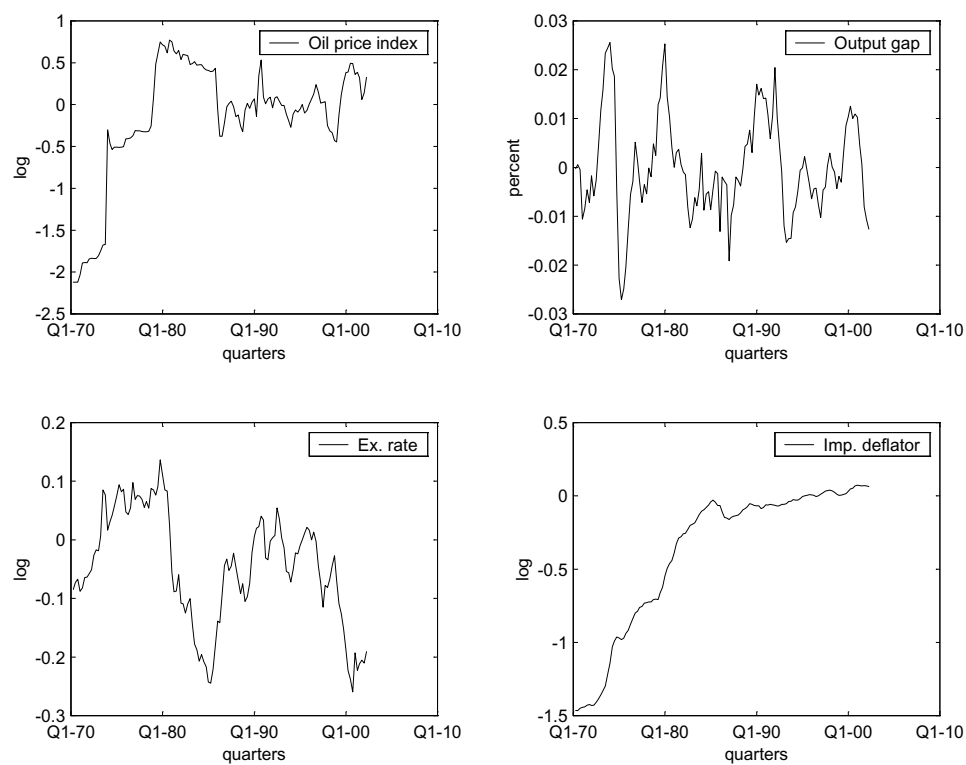 1
0.5
0
-0.5
-1
-1.5
-2
-2.5
log
Oil price index
Q1-70 Q1-80 Q1-90 Q1-00 Q1-10
quarters
0.03
0.02
0.01
0
-0.01
-0.02
-0.03
percent
Output gap
Q1-70 Q1-80 Q1-90 Q1-00 Q1-10
quarters
0.2
0.1
0
-0.1
-0.2
-0.3
log
Ex. rate
Q1-70 Q1-80 Q1-90 Q1-00 Q1-10
quarters
0.5
0
-0.5
-1
-1.5
log
Imp. deflator
Q1-70 Q1-80 Q1-90 Q1-00 Q1-10
quarters